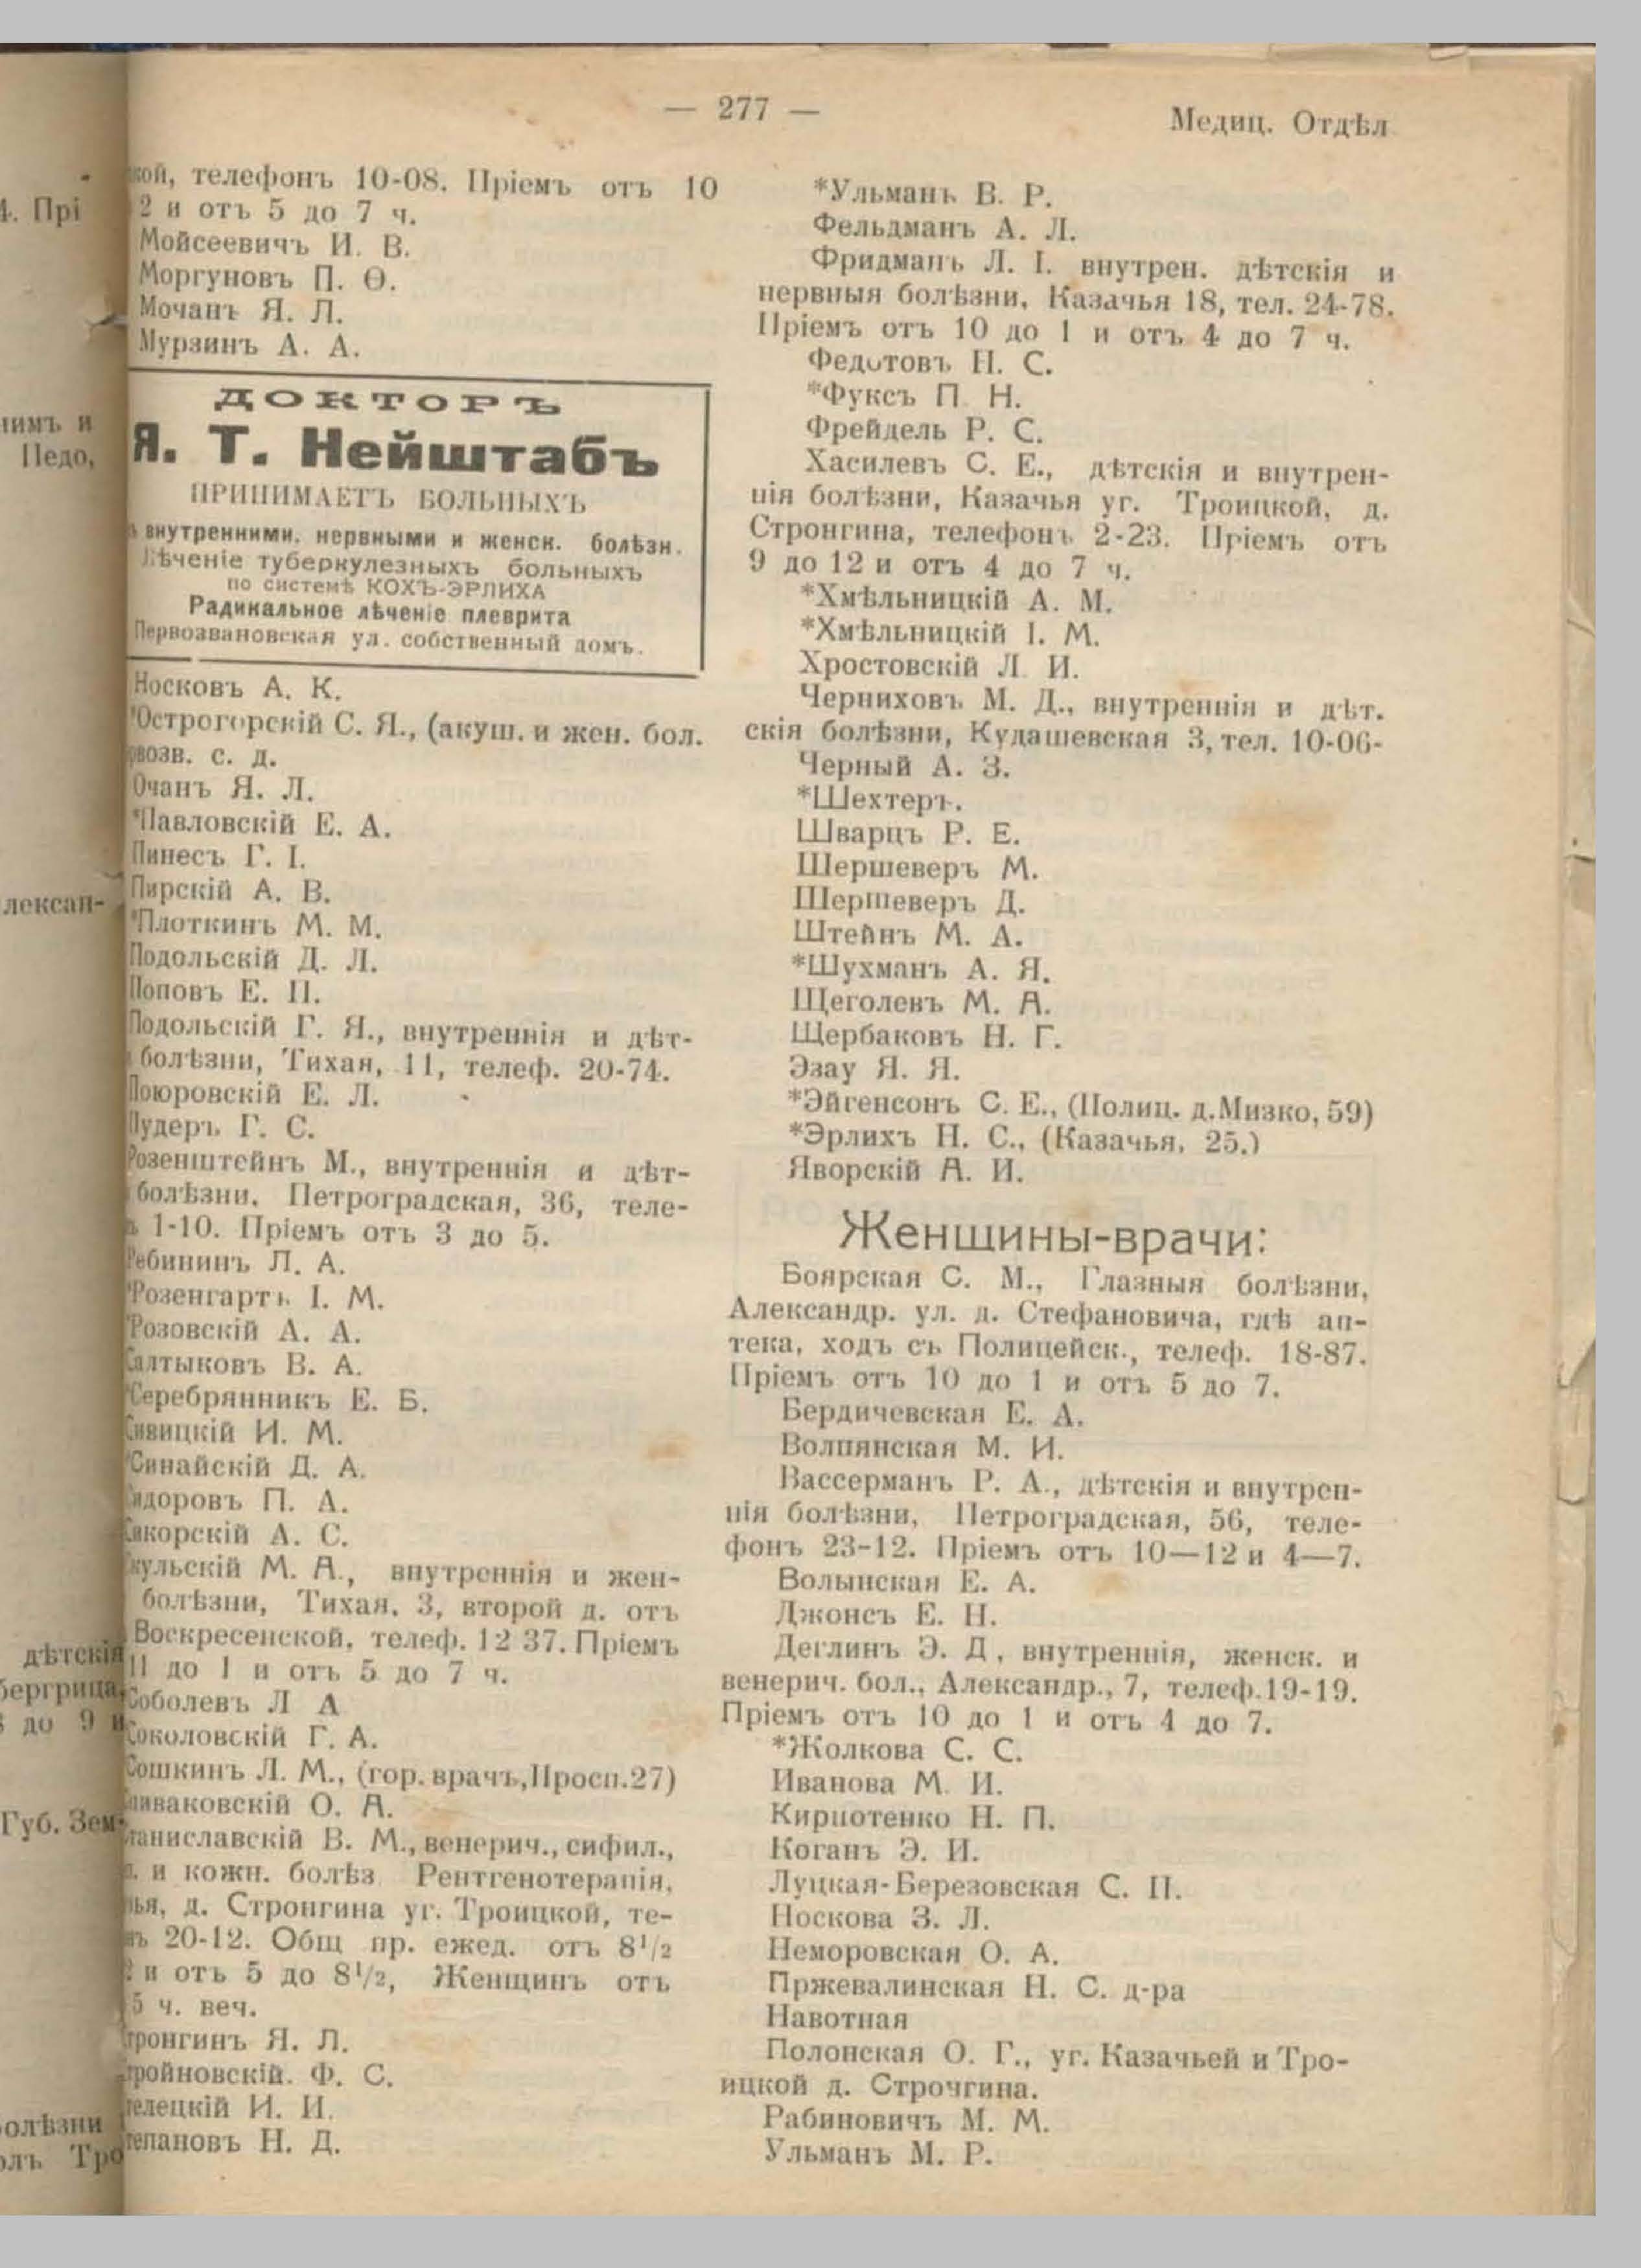 — 277 —
Медиц. Отдѣл
кой, телефонъ 10-08. Пріемъ отъ 10
2 и отъ 5 до 7 ч.
Мойсеевичъ И. В.
Моргуновъ П. Ѳ.
Мочанъ Я. Л.
Мурзинъ А. А.
ДОКТОРЪ
Я. Т. Нейштабъ
ПРИНИМАЕТЪ БОЛЬНЫХЪ
внутренними, нервными и женск. болѣзн.
Лѣченіе туберкулезныхъ больныхъ
по системѣ КОХЪ-ЭРЛИХА
Радикальное лѣченіе плеврита
Первозвановская ул. собственный домъ.
Носковъ А. К.
*Острогорскій С. Я., (акуш. и жен. бол.
возв. с. д.
Очанъ Я. Л.
*Павловскій Е. А.
Пинесъ Г. І.
Пирскій А. В.
*Плоткинъ М. М.
Подольскій Д. Л.
Поповъ Е. П.
Подольскій Г. Я., внутреннія и дѣт-
болѣзни, Тихая, 11, телеф. 20-74.
Поюровскій Е. Л.
Пудеръ Г. С.
Розенштейнъ М., внутреннія и дѣт-
болѣзни, Петроградская, 36, теле-
1-10. Пріемъ отъ 3 до 5.
Ребининъ Л. А.
*Розенгартъ І. М.
*Розовскій А. А.
Салтыковъ В. А.
*Серебрянникъ Е. Б.
Сивицкій И. М.
*Синайскій Д. А.
Сидоровъ П. А.
Сикорскій А. С.
Скульскій М. А., внутреннія и жен-
болѣзни, Тихая, 3, второй д. отъ
Воскресенской, телеф. 12 37. Пріемъ
11 до 1 и отъ 5 до 7 ч.
Соболевъ Л А
Соколовскій Г. А.
Сошкинъ Л. М., (гор. врачъ, Просп. 27)
Спиваковскій О. А.
Станиславскій В. М., венерич., сифил.,
и кожн. болѣз Рентгенотерапія,
д. Стронгина уг. Троицкой, те-
20-12. Общ пр. ежед. отъ 8¹/₂
и отъ 5 до 8¹/₂, Женщинъ отъ
5 ч. веч.
Стронгинъ Я. Л.
Стройновскій. Ф. С.
Стелецкій И. И.
Степановъ Н. Д.
*Ульманъ В. Р.
Фельдманъ А. Л.
Фридманъ Л. І. внутрен. дѣтскія и
нервныя болѣзни, Казачья 18, тел. 24-78.
Пріемъ отъ 10 до 1 и отъ 4 до 7 ч.
Федотовъ Н. С.
*Фуксъ П Н.
Фрейдель Р. С.
Хасилевъ С. Е., дѣтскія и внутрен-
нія болѣзни, Казачья уг. Троицкой, д.
Стронгина, телефонъ 2-23. Пріемъ отъ
9 до 12 и отъ 4 до 7 ч.
*Хмѣльницкій А. М.
*Хмѣльницкій І. М.
Хростовскій Л И.
Черниховъ М. Д., внутреннія и дѣт.
скія болѣзни, Кудашевская 3, тел. 10-06-
Черный А. З.
*Шехтеръ.
Шварцъ Р. Е.
Шершеверъ М.
Шершеверъ Д.
Штейнъ М. А.
*Шухманъ А. Я.
Щеголевъ М. А.
Щербаковъ Н. Г.
Эзау Я. Я.
*Эйгенсонъ С. Е., (Полиц. д. Мизко, 59)
*Эрлихъ Н. С., (Казачья, 25.)
Яворскій А. И.
Женщины-врачи:
Боярская С. М., Глазныя болѣзни,
Александр. ул. д. Стефановича, гдѣ ап-
тека, ходъ съ Полицейск., телеф. 18-87.
Пріемъ отъ 10 до 1 и отъ 5 до 7.
Бердичевская Е. А.
Волпянская М. И.
Вассерманъ Р. А., дѣтскія и внутрен-
нія болѣзни, Петроградская, 56, теле-
фонъ 23-12. Пріемъ отъ 10—12 и 4—7.
Волынская Е. А.
Джонсъ Е. Н.
Деглинъ Э. Д, внутреннія, женск. и
венерич. бол., Александр., 7, телеф. 19-19.
Пріемъ отъ 10 до 1 и отъ 4 до 7.
*Жолкова С. С.
Иванова М. И.
Кирпотенко Н. П.
Коганъ Э. И.
Луцкая-Березовская С. П.
Носкова З. Л.
Неморовская О. А.
Пржевалинская Н. С. д-ра
Навотная
Полонская О. Г., уг. Казачьей и Тро-
ицкой д. Строчгина.
Рабиновичъ М. М.
Ульманъ М. Р.